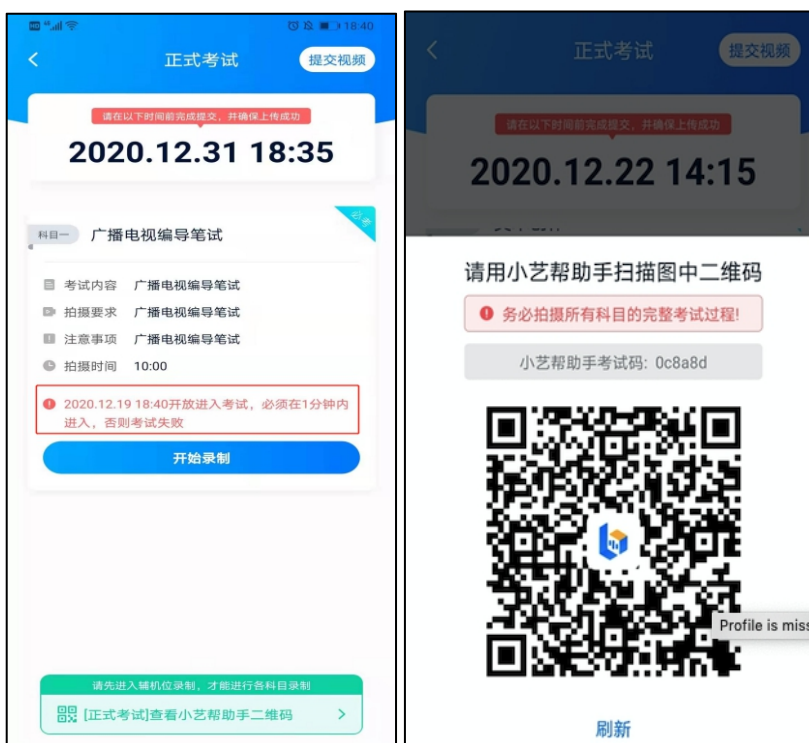 18:40
正式考试
提交视频
请在以下时间前完成提交，并确保上传成功
2020.12.31 18:35
必考
科目一
广播电视编导笔试
考试内容 广播电视编导笔试
拍摄要求 广播电视编导笔试
注意事项 广播电视编导笔试
拍摄时间 10:00
2020.12.19 18:40开放进入考试，必须在1分钟内
进入，否则考试失败
开始录制
请先进入辅机位录制，才能进行各科目录制
[正式考试]查看小艺帮助手二维码
正式考试
提交视频
请在以下时间前完成提交，并确保上传成功
2020.12.22 14:15
请用小艺帮助手扫描图中二维码
务必拍摄所有科目的完整考试过程!
小艺帮助手考试码: 0c8a8d
Profile is miss
刷新